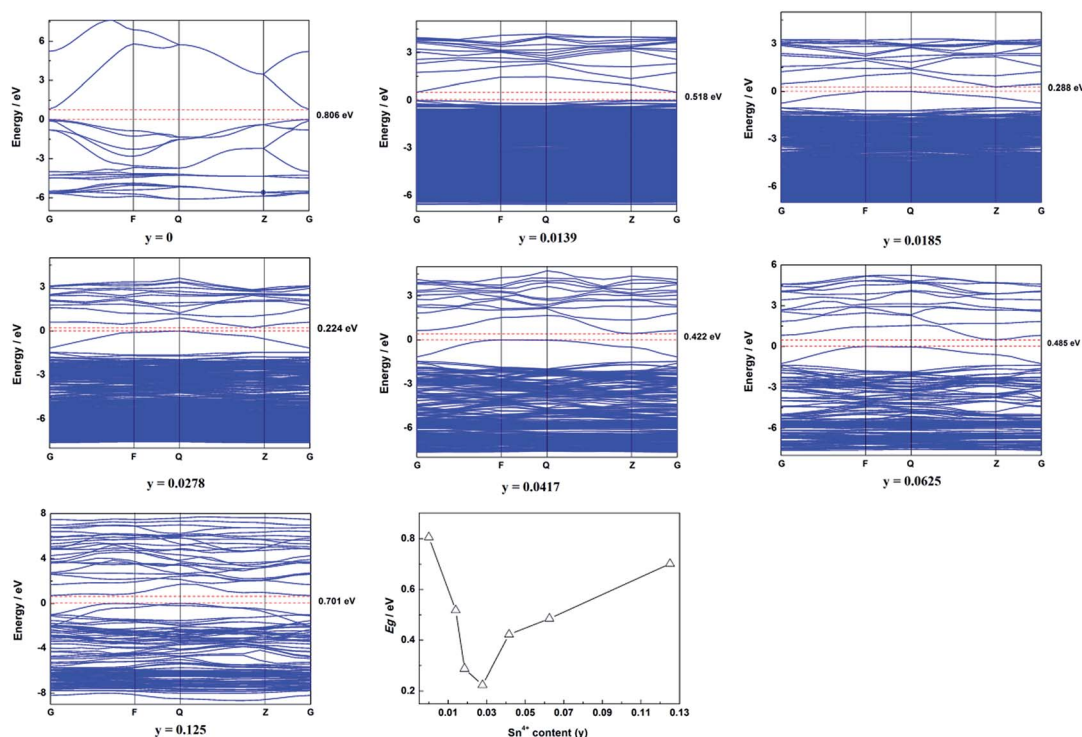 6
3
0
-3
-6
Energy / eV
0.806 eV
G F Q Z G
y = 0
3
0
-3
-6
Energy / eV
0.518 eV
G F Q Z G
y = 0.0139
3
0
-3
-6
Energy / eV
0.288 eV
G F Q Z G
y = 0.0185
3
0
-3
-6
Energy / eV
0.224 eV
G F Q Z G
y = 0.0278
3
0
-3
-6
Energy / eV
0.422 eV
G F Q Z G
y = 0.0417
6
3
0
-3
-6
Energy / eV
0.485 eV
G F Q Z G
y = 0.0625
8
4
0
-4
-8
Energy / eV
0.701 eV
G F Q Z G
y = 0.125
0.8
0.6
0.4
0.2
Eg / eV
0.01 0.03 0.05 0.07 0.09 0.11 0.13
Sn⁴⁺ content (y)